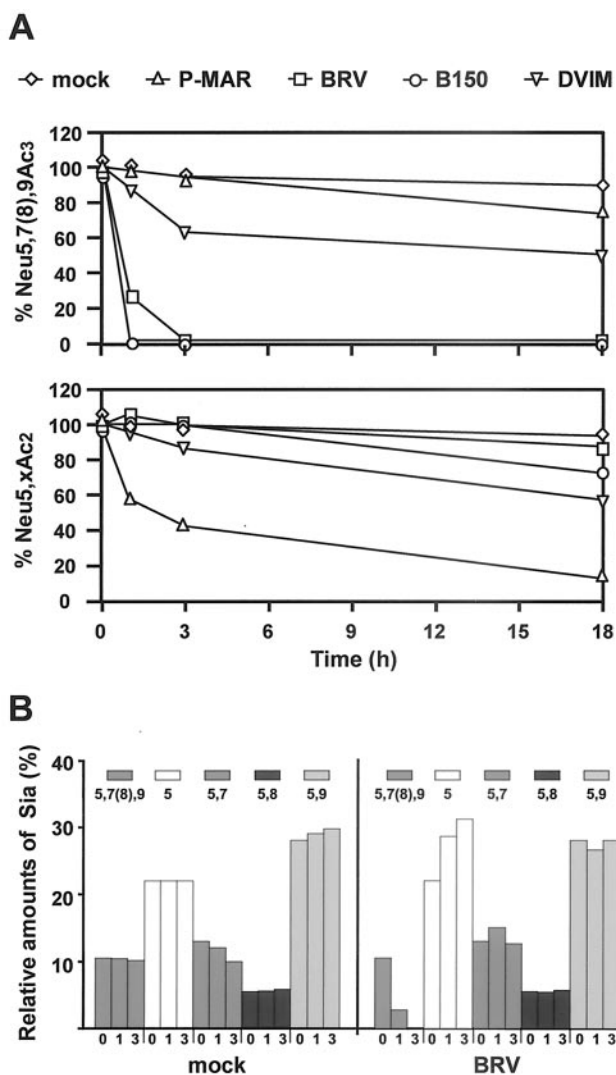 A
mock P-MAR BRV B150 DVIM
% Neu5,7(8),9Ac3
120
100
80
60
40
20
0
% Neu5,xAc2
120
100
80
60
40
20
0
0 3 6 9 12 15 18
Time (h)
B
Relative amounts of Sia (%)
40
30
20
10
5,7(8),9 5 5,7 5,8 5,9
5,7(8),9 5 5,7 5,8 5,9
0 1 3 0 1 3 0 1 3 0 1 3 0 1 3
0 1 3 0 1 3 0 1 3 0 1 3 0 1 3
mock BRV